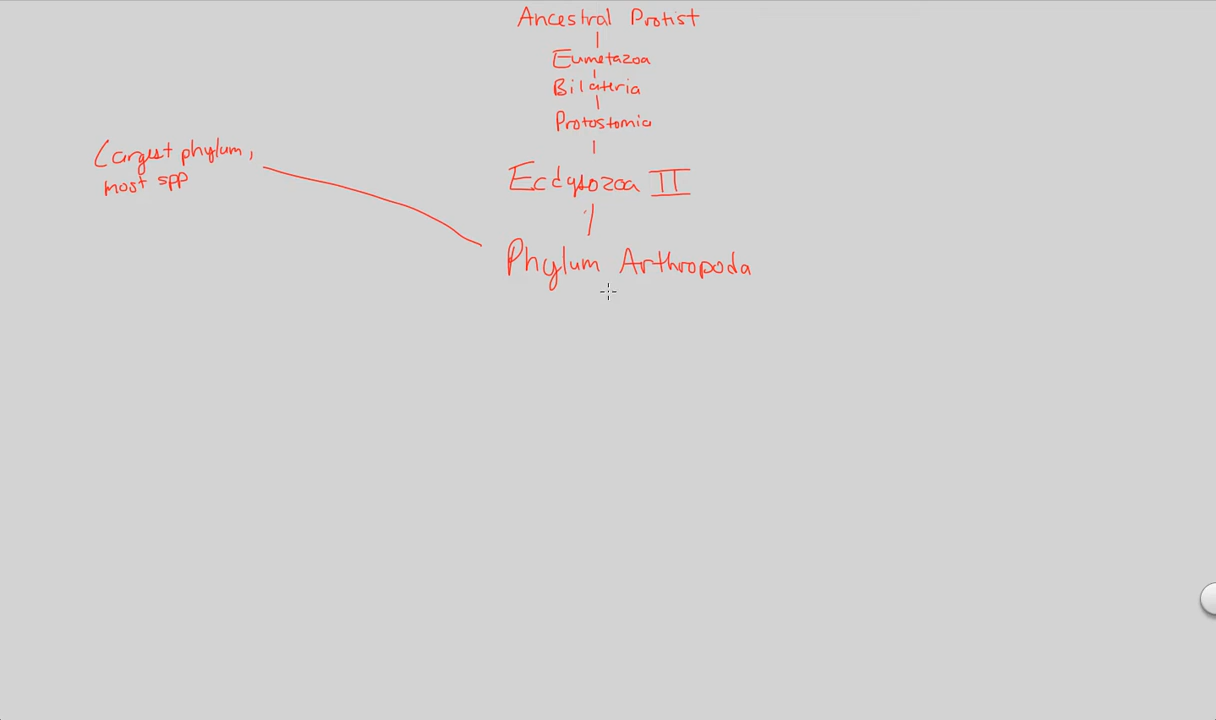 Ancestral Protist
Eumetazoa
Bilateria
Protostomia
Largest phylum,
most spp
Ecdysozoa II
Phylum Arthropoda